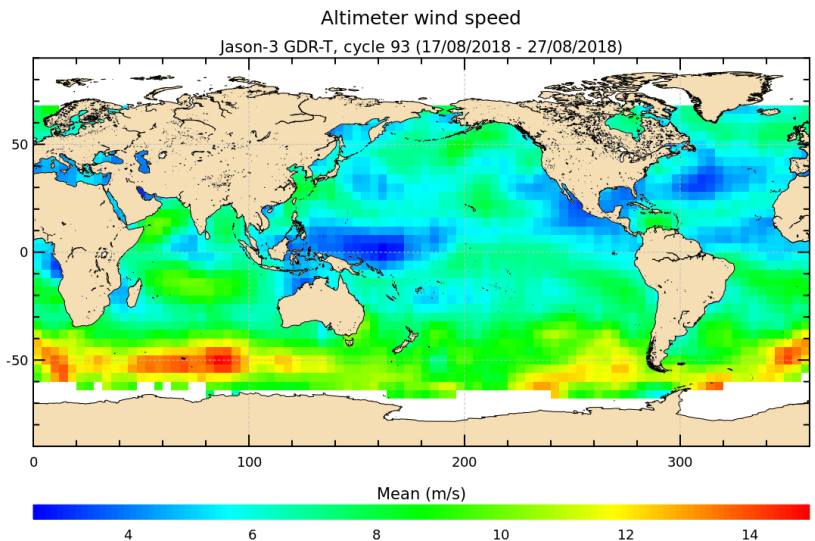 Altimeter wind speed
Jason-3 GDR-T, cycle 93 (17/08/2018 - 27/08/2018)
50
0
-50
0 100 200 300
Mean (m/s)
4 6 8 10 12 14